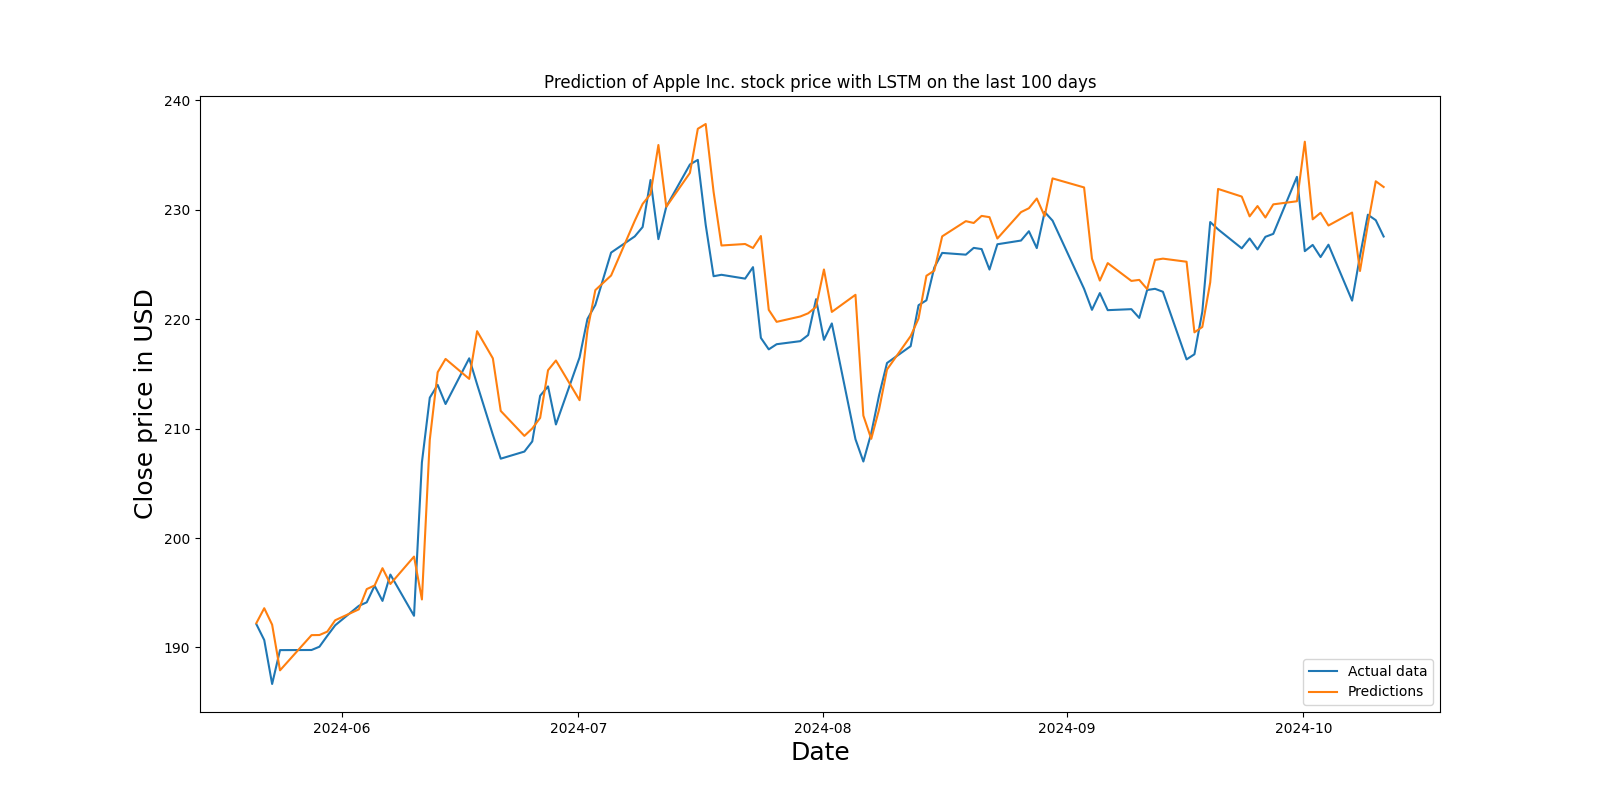 Prediction of Apple Inc. stock price with LSTM on the last 100 days
240
230
220
210
200
190
Close price in USD
2024-06
2024-07
2024-08
2024-09
2024-10
Date
Actual data
Predictions